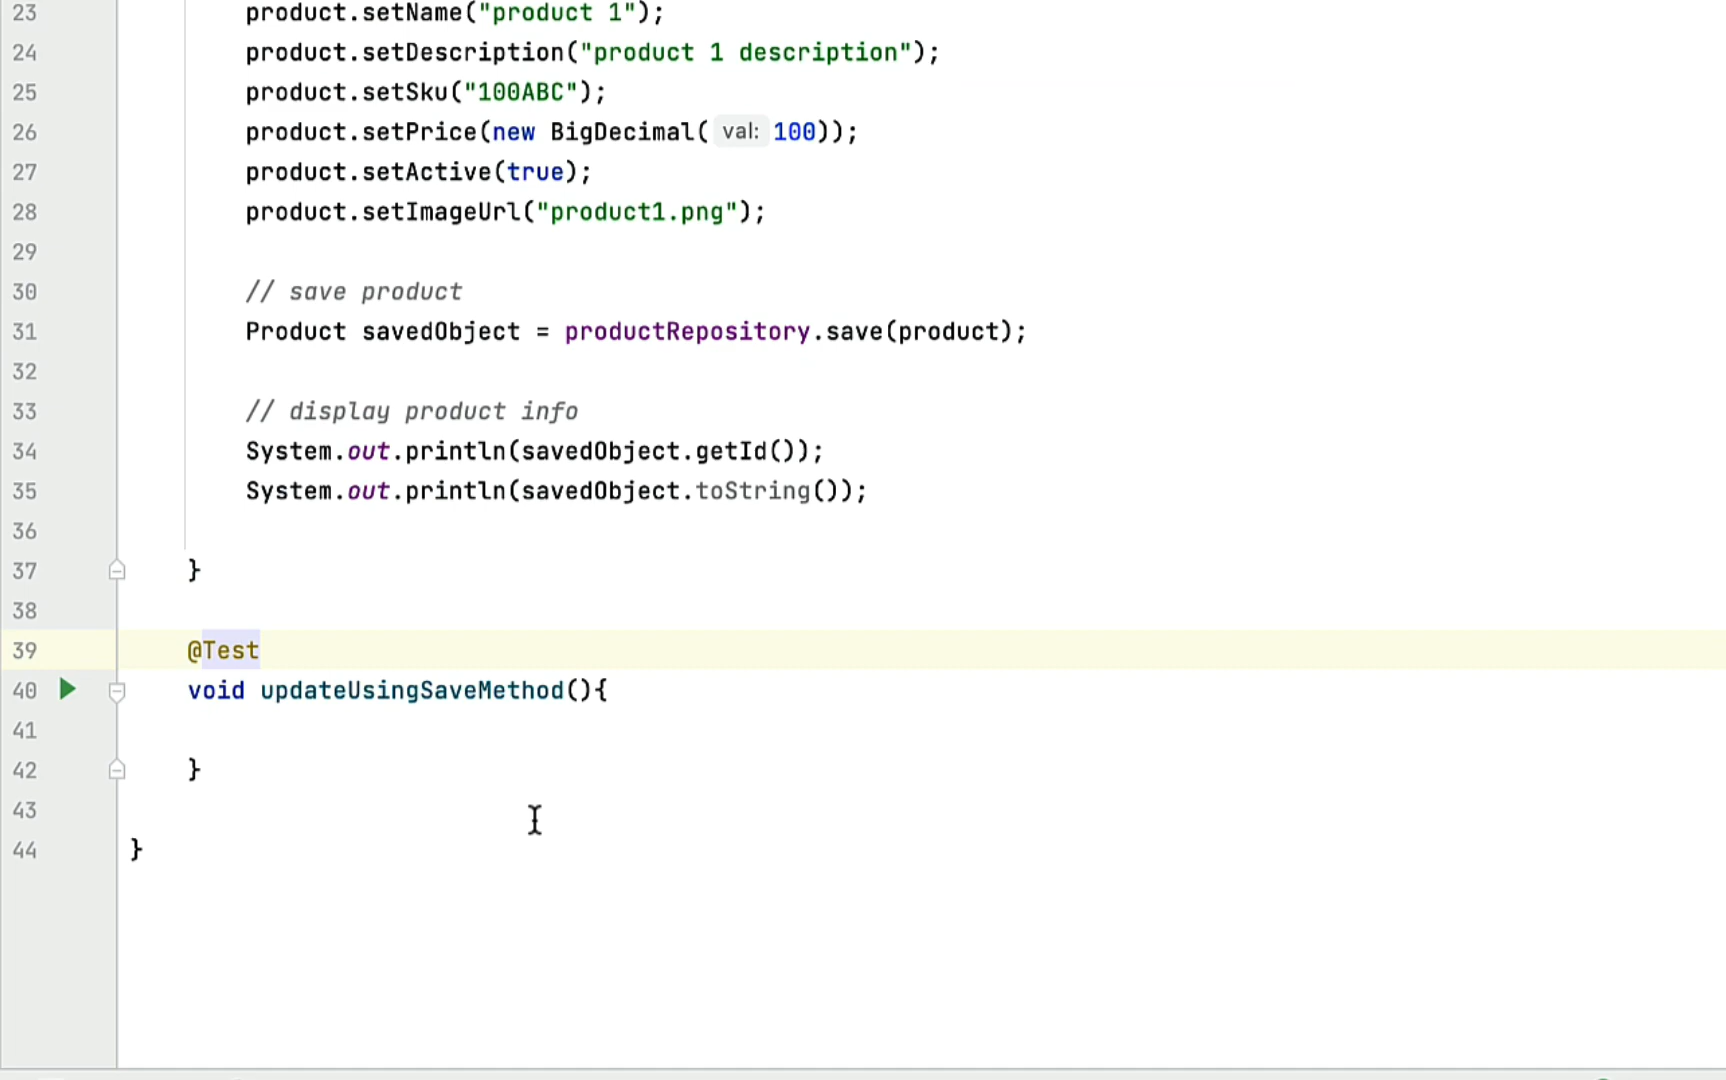 23 product.setName("product 1");
24 product.setDescription("product 1 description");
25 product.setSku("100ABC");
26 product.setPrice(new BigDecimal( val: 100));
27 product.setActive(true);
28 product.setImageUrl("product1.png");
29
30 // save product
31 Product savedObject = productRepository.save(product);
32
33 // display product info
34 System.out.println(savedObject.getId());
35 System.out.println(savedObject.toString());
36
37 }
38
39 @Test
40 void updateUsingSaveMethod(){
41
42 }
43
44 }